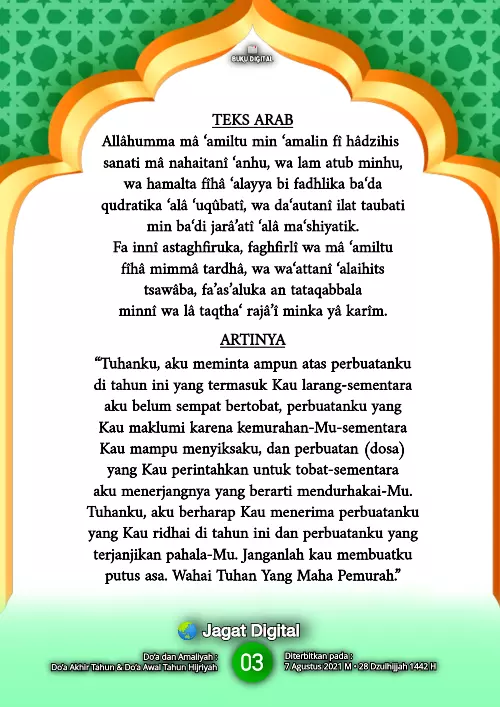 BUKU DIGITAL
TEKS ARAB
Allâhumma mâ ‘amiltu min ‘amalin fî hâdzihis
sanati mâ nahaitanî ‘anhu, wa lam atub minhu,
wa hamalta fîhâ ‘alayya bi fadhlika ba‘da
qudratika ‘alâ ‘uqûbatî, wa da‘autanî ilat taubati
min ba‘di jarâ’atî ‘alâ ma‘shiyatik.
Fa innî astaghfiruka, faghfirlî wa mâ ‘amiltu
fîhâ mimmâ tardhâ, wa wa‘attanî ‘alaihits
tsawâba, fa’as’aluka an tataqabbala
minnî wa lâ taqtha‘ rajâ’î minka yâ karîm.
ARTINYA
“Tuhanku, aku meminta ampun atas perbuatanku
di tahun ini yang termasuk Kau larang-sementara
aku belum sempat bertobat, perbuatanku yang
Kau maklumi karena kemurahan-Mu-sementara
Kau mampu menyiksaku, dan perbuatan (dosa)
yang Kau perintahkan untuk tobat-sementara
aku menerjangnya yang berarti mendurhakai-Mu.
Tuhanku, aku berharap Kau menerima perbuatanku
yang Kau ridhai di tahun ini dan perbuatanku yang
terjanjikan pahala-Mu. Janganlah kau membuatku
putus asa. Wahai Tuhan Yang Maha Pemurah.”
Jagat Digital
Do'a dan Amaliyah :
Do'a Akhir Tahun & Do'a Awal Tahun Hijriyah
03
Diterbitkan pada :
7 Agustus 2021 M • 28 Dzulhijjah 1442 H